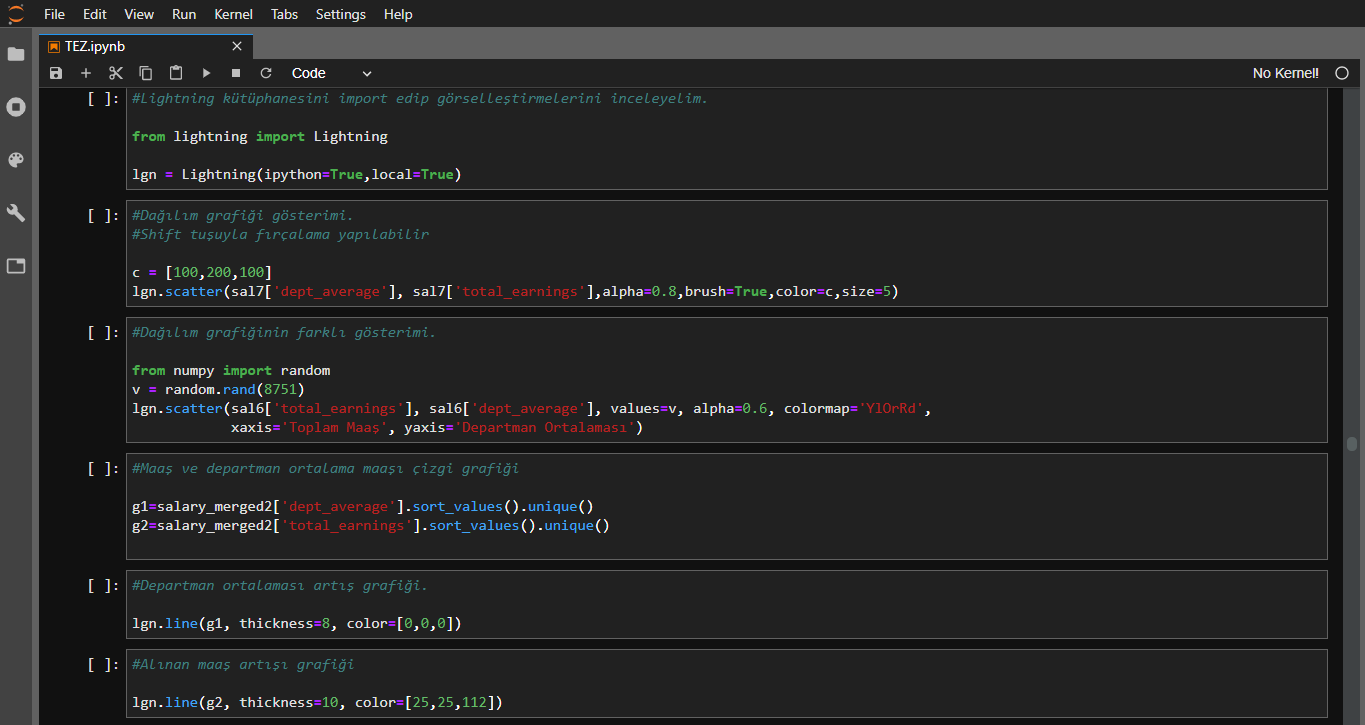 File Edit View Run Kernel Tabs Settings Help
TEZ.ipynb
Code No Kernel!
[ ]: #Lightning kütüphanesini import edip görselleştirmelerini inceleyelim.
from lightning import Lightning
lgn = Lightning(ipython=True,local=True)
[ ]: #Dağılım grafiği gösterimi.
#Shift tuşuyla fırçalama yapılabilir
c = [100,200,100]
lgn.scatter(sal7['dept_average'], sal7['total_earnings'],alpha=0.8,brush=True,color=c,size=5)
[ ]: #Dağılım grafiğinin farklı gösterimi.
from numpy import random
v = random.rand(8751)
lgn.scatter(sal6['total_earnings'], sal6['dept_average'], values=v, alpha=0.6, colormap='YlOrRd',
xaxis='Toplam Maaş', yaxis='Departman Ortalaması')
[ ]: #Maaş ve departman ortalama maaşı çizgi grafiği
g1=salary_merged2['dept_average'].sort_values().unique()
g2=salary_merged2['total_earnings'].sort_values().unique()
[ ]: #Departman ortalaması artış grafiği.
lgn.line(g1, thickness=8, color=[0,0,0])
[ ]: #Alınan maaş artışı grafiği
lgn.line(g2, thickness=10, color=[25,25,112])